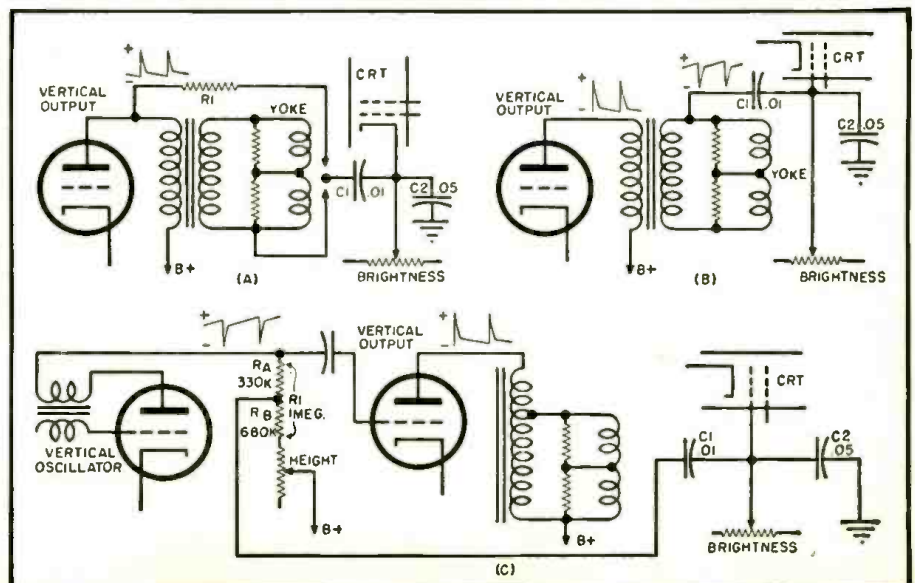 +
-
VERTICAL
OUTPUT
R1
YOKE
CRT
C1 .01
C2 .05
B+
(A)
BRIGHTNESS
VERTICAL
OUTPUT
+
-
+
-
CRT
C1 .01
C2 .05
YOKE
B+
(B)
BRIGHTNESS
+
-
VERTICAL
OSCILLATOR
RA
330K
R1
1MEG.
RB
680K
HEIGHT
B+
VERTICAL
OUTPUT
+
-
B+
(C)
CRT
C1
.01
C2
.05
BRIGHTNESS